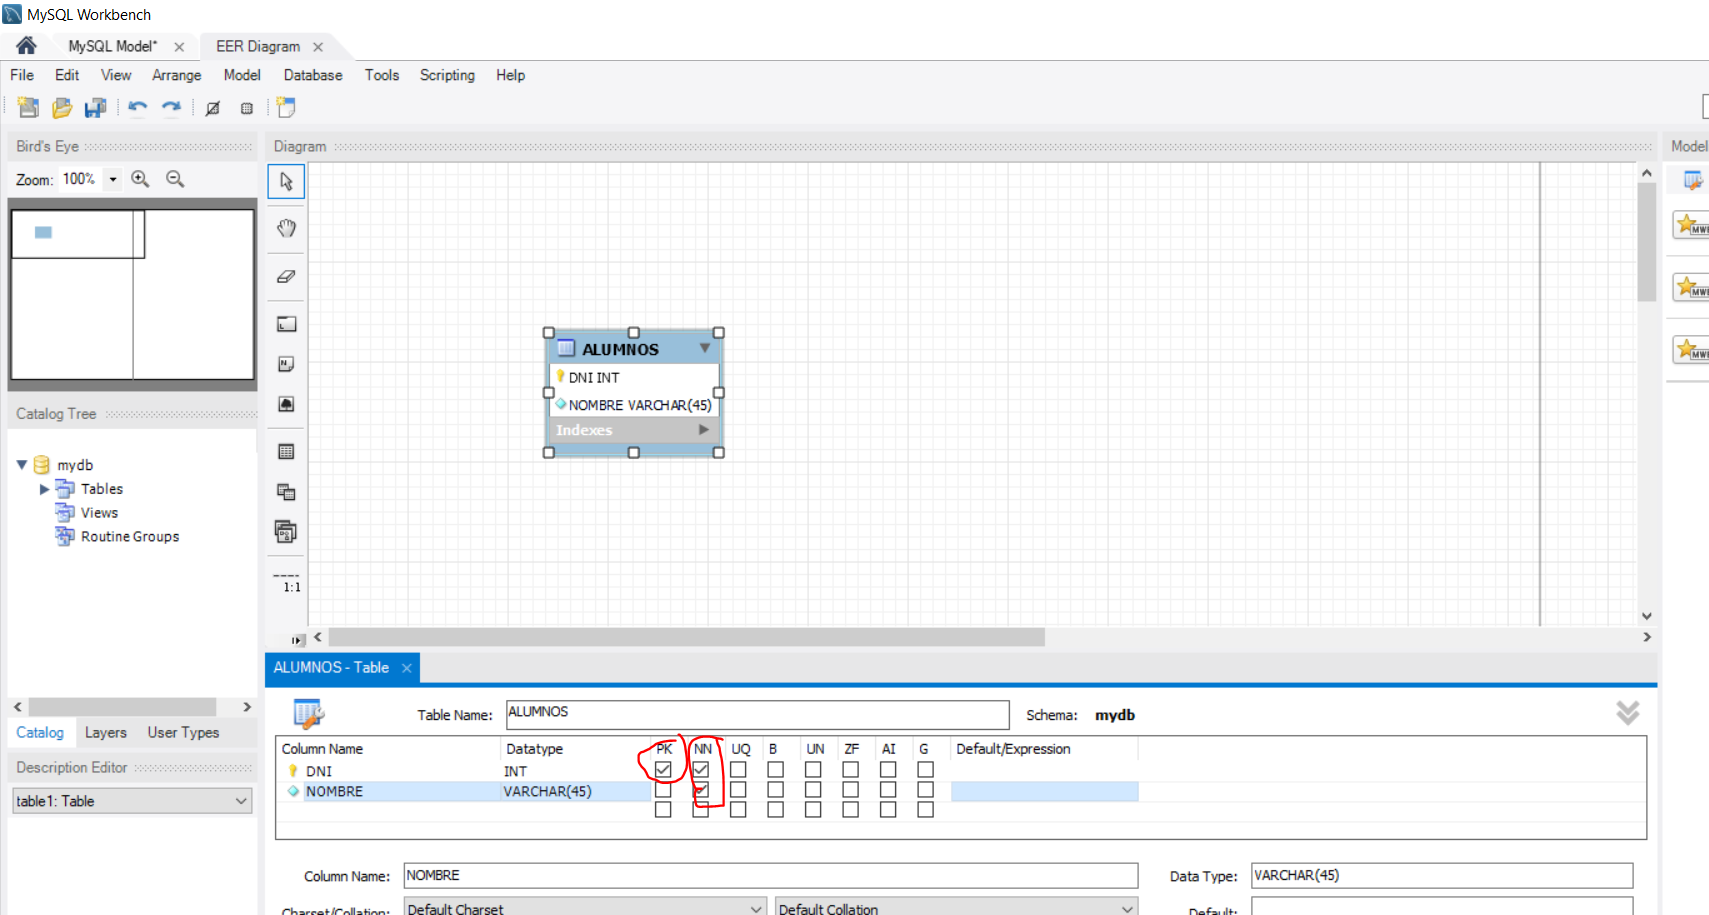 MySQL Workbench
MySQL Model* EER Diagram
File Edit View Arrange Model Database Tools Scripting Help
Bird's Eye
Zoom: 100%
Diagram
Model
ALUMNOS
DNI INT
NOMBRE VARCHAR(45)
Indexes
Catalog Tree
mydb
Tables
Views
Routine Groups
1:1
Catalog Layers User Types
Description Editor
table1: Table
ALUMNOS - Table
Table Name: ALUMNOS Schema: mydb
Column Name Datatype PK NN UQ B UN ZF AI G Default/Expression
DNI INT
NOMBRE VARCHAR(45)
Column Name: NOMBRE Data Type: VARCHAR(45)
Charset/Collation: Default Charset Default Collation Default: